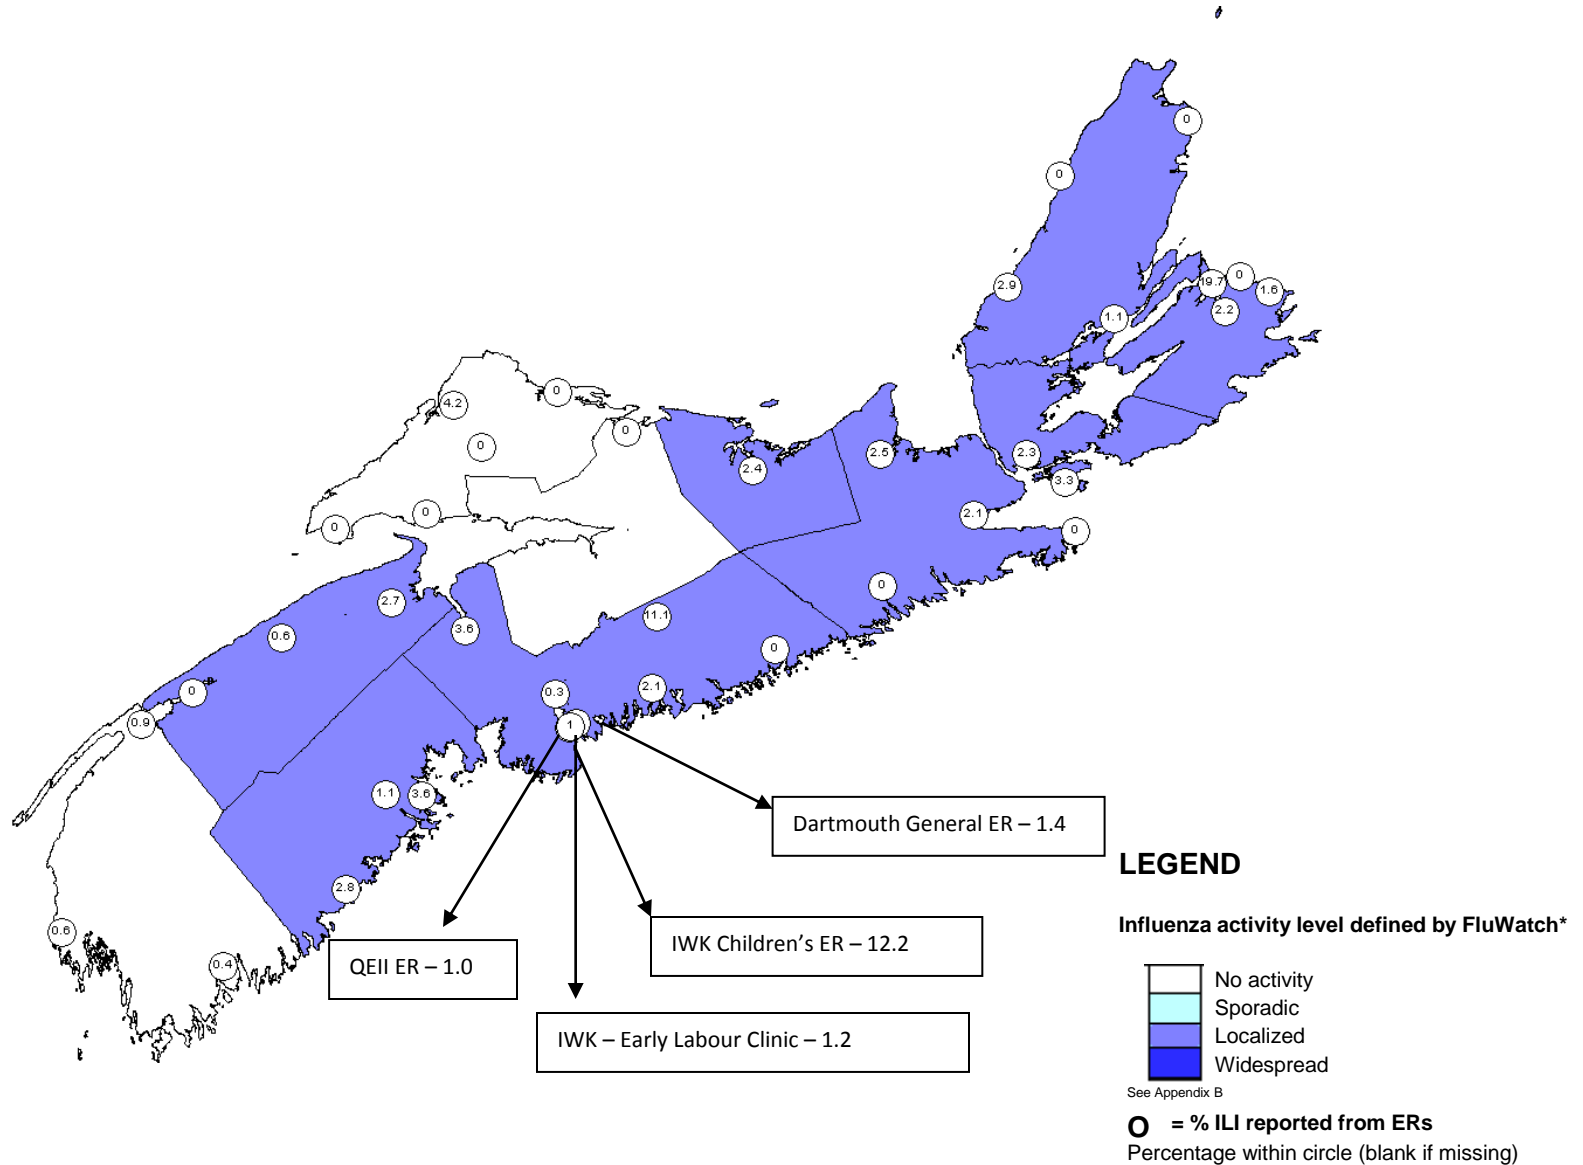 0
0
2.9
19.7
0
1.6
2.2
1.1
4.2
0
0
0
2.4
2.5
2.3
3.3
0
0
2.1
0
0
2.7
3.6
11.1
0.6
0
0
0.9
0.3
2.1
1
1.1
3.6
2.8
0.6
0.4
Dartmouth General ER – 1.4
IWK Children's ER – 12.2
QEII ER – 1.0
IWK – Early Labour Clinic – 1.2
LEGEND
Influenza activity level defined by FluWatch*
No activity
Sporadic
Localized
Widespread
See Appendix B
O = % ILI reported from ERs
Percentage within circle (blank if missing)